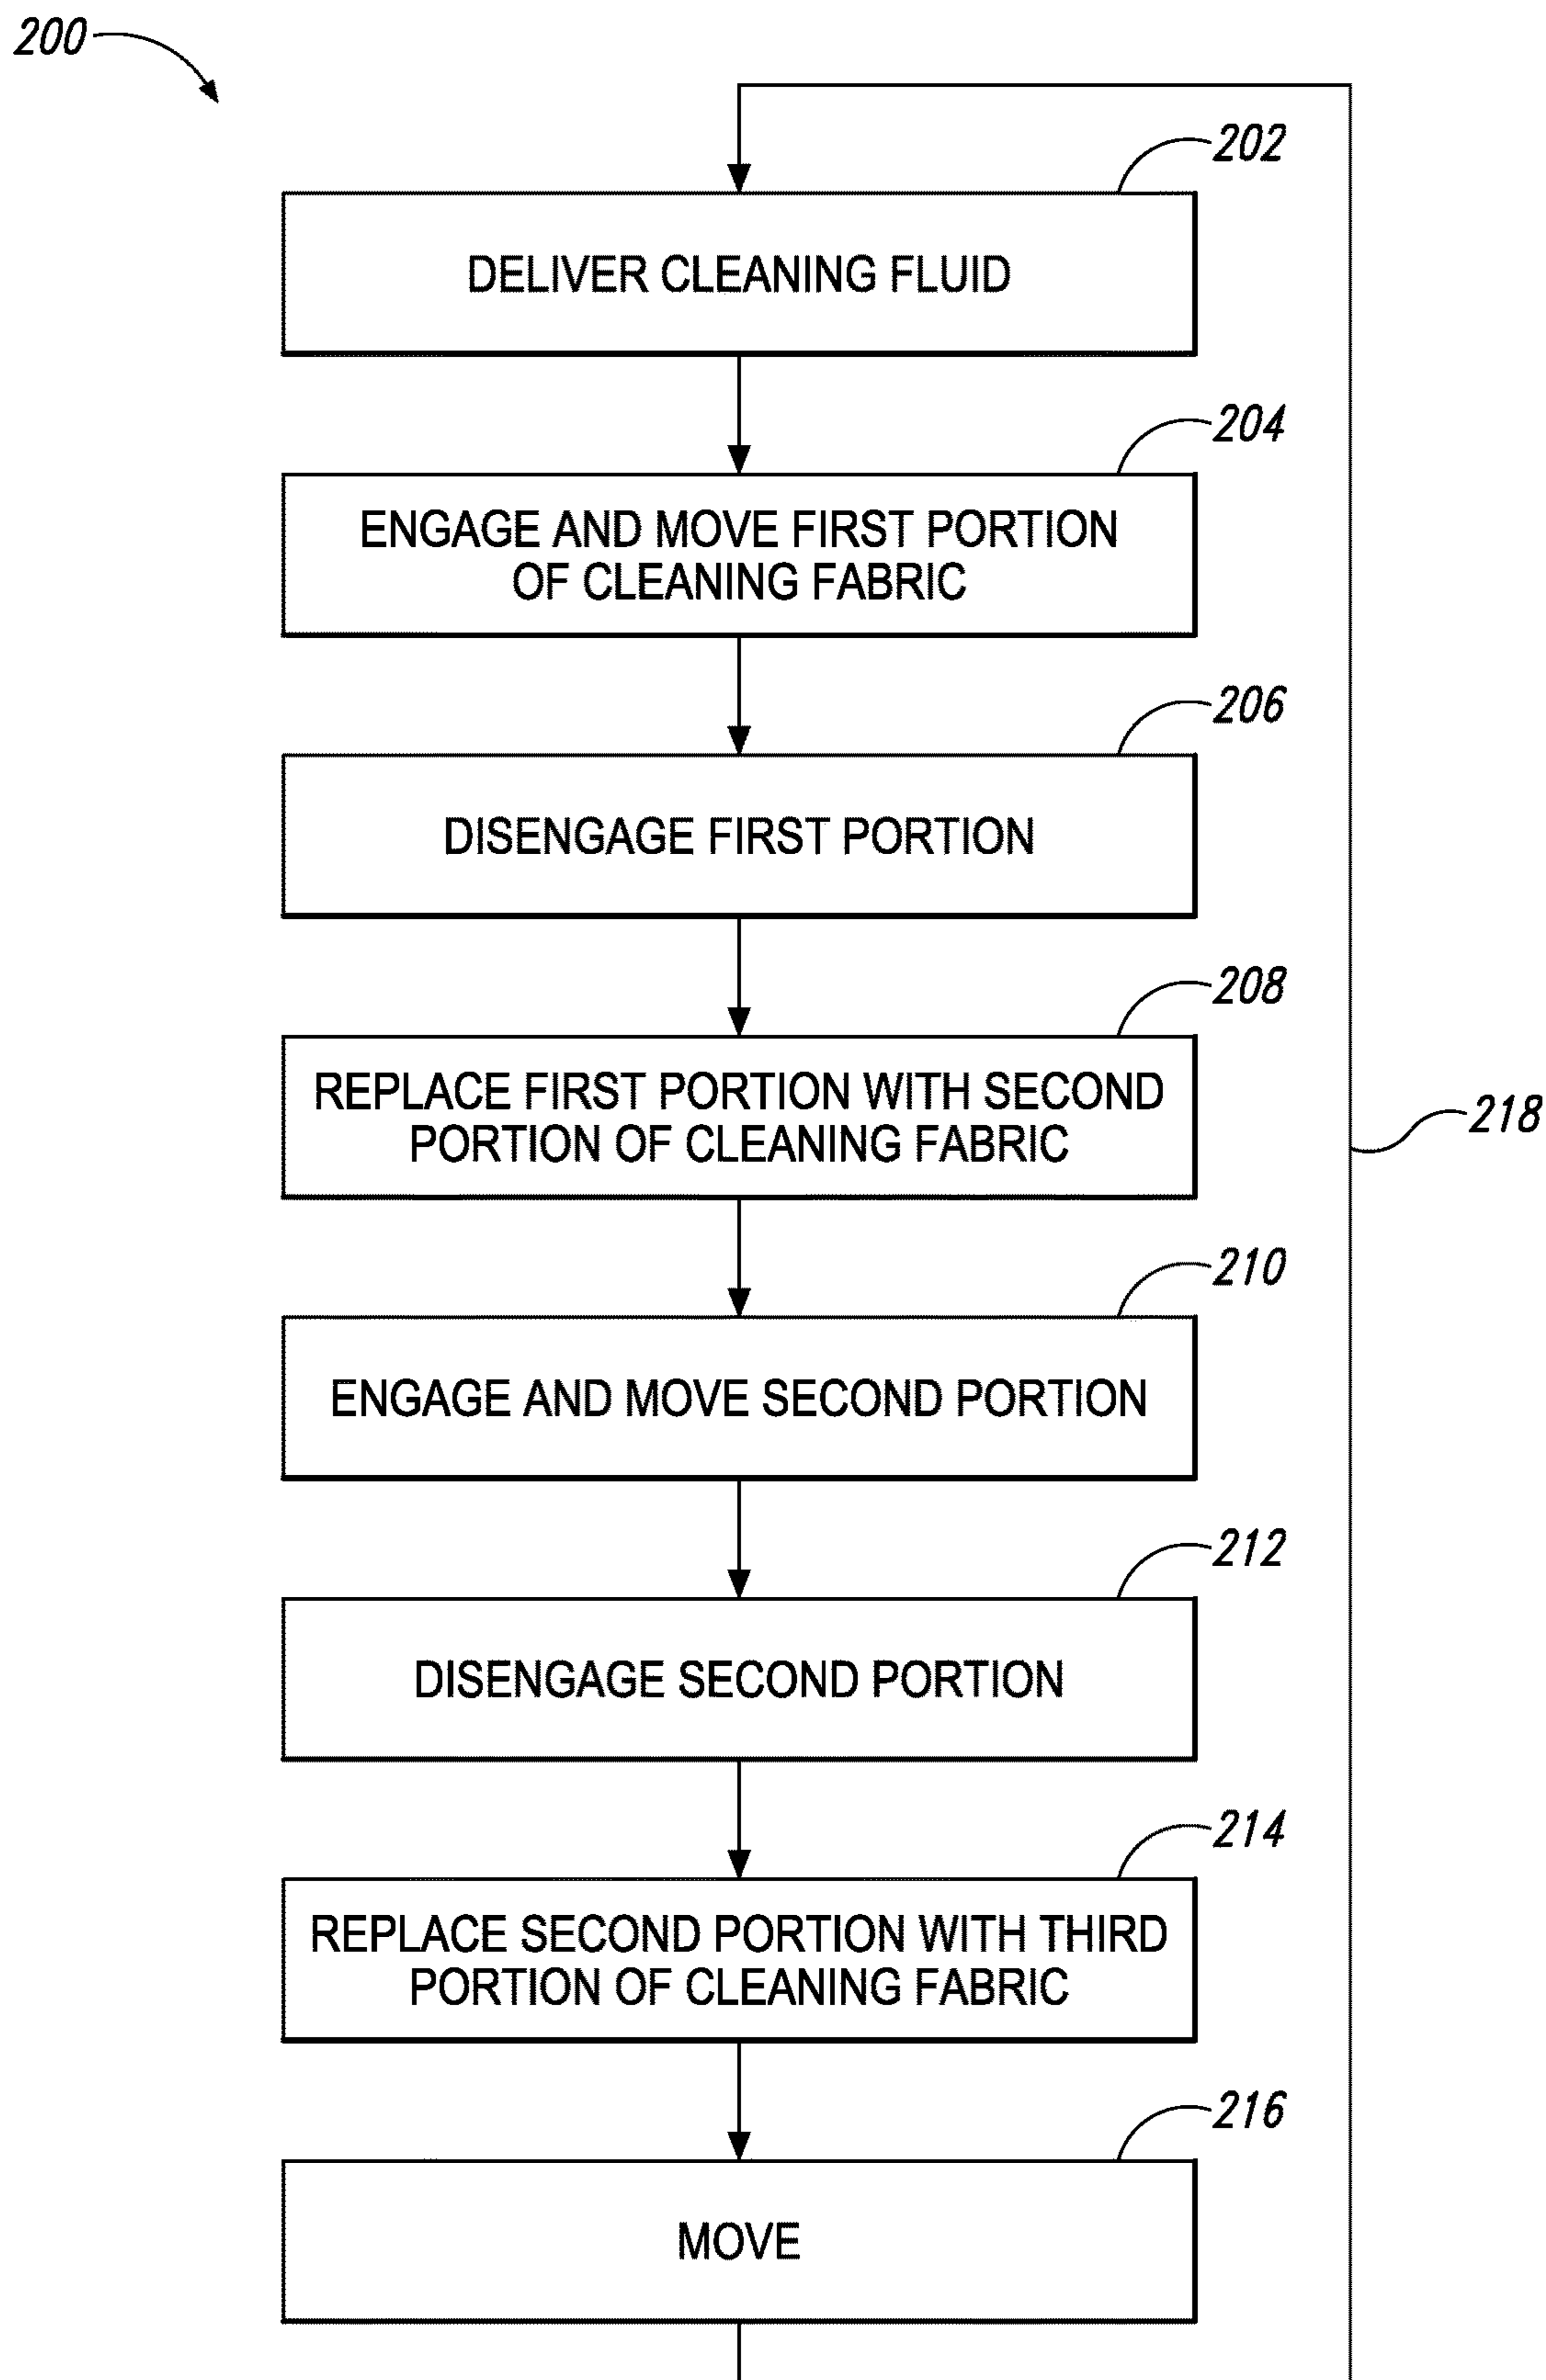 200
202
DELIVER CLEANING FLUID
204
ENGAGE AND MOVE FIRST PORTION
OF CLEANING FABRIC
206
DISENGAGE FIRST PORTION
208
REPLACE FIRST PORTION WITH SECOND
PORTION OF CLEANING FABRIC
218
210
ENGAGE AND MOVE SECOND PORTION
212
DISENGAGE SECOND PORTION
214
REPLACE SECOND PORTION WITH THIRD
PORTION OF CLEANING FABRIC
216
MOVE